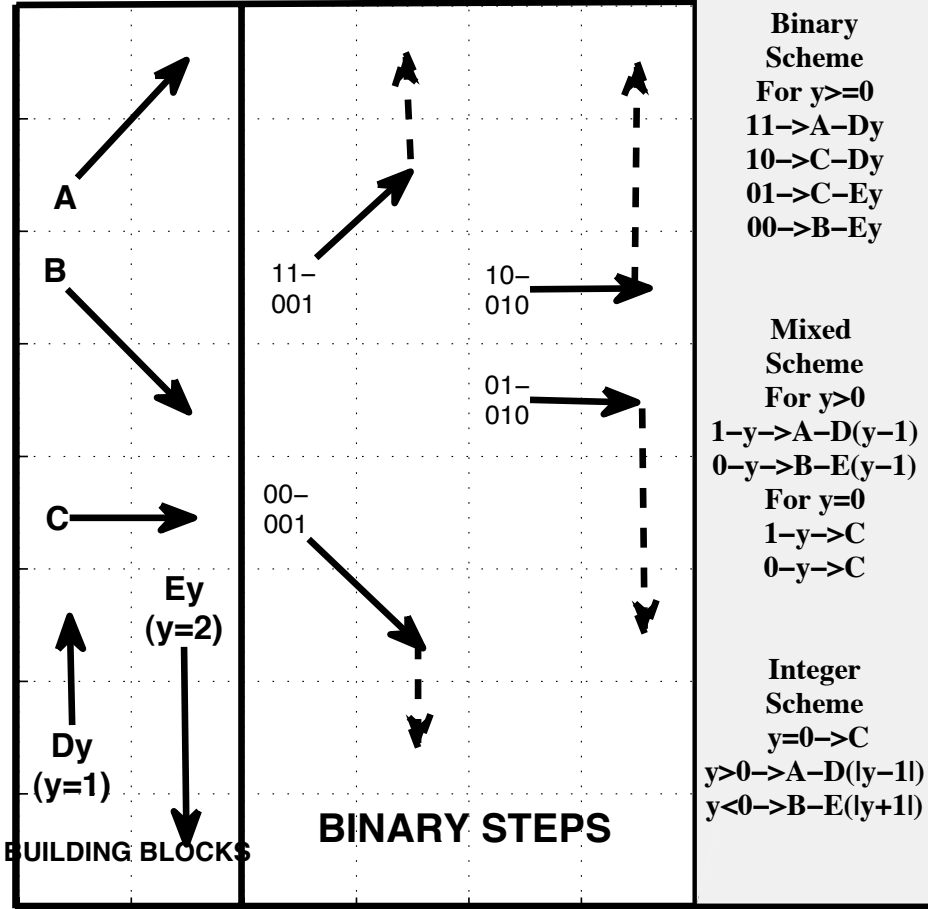 A
B
C
Ey
(y=2)
Dy
(y=1)
BUILDING BLOCKS
11–
001
10–
010
01–
010
00–
001
BINARY STEPS
Binary
Scheme
For y>=0
11–>A–Dy
10–>C–Dy
01–>C–Ey
00–>B–Ey
Mixed
Scheme
For y>0
1–y–>A–D(y–1)
0–y–>B–E(y–1)
For y=0
1–y–>C
0–y–>C
Integer
Scheme
y=0–>C
y>0–>A–D(|y–1|)
y<0–>B–E(|y+1|)